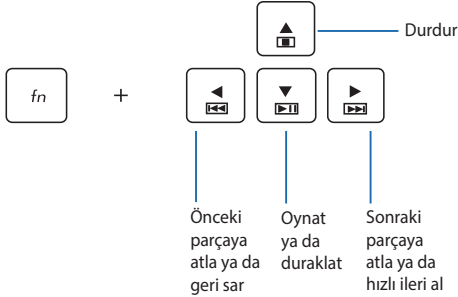 Durdur
fn
+
Önceki
parçaya
atla ya da
geri sar
Oynat
ya da
duraklat
Sonraki
parçaya
atla ya da
hızlı ileri al